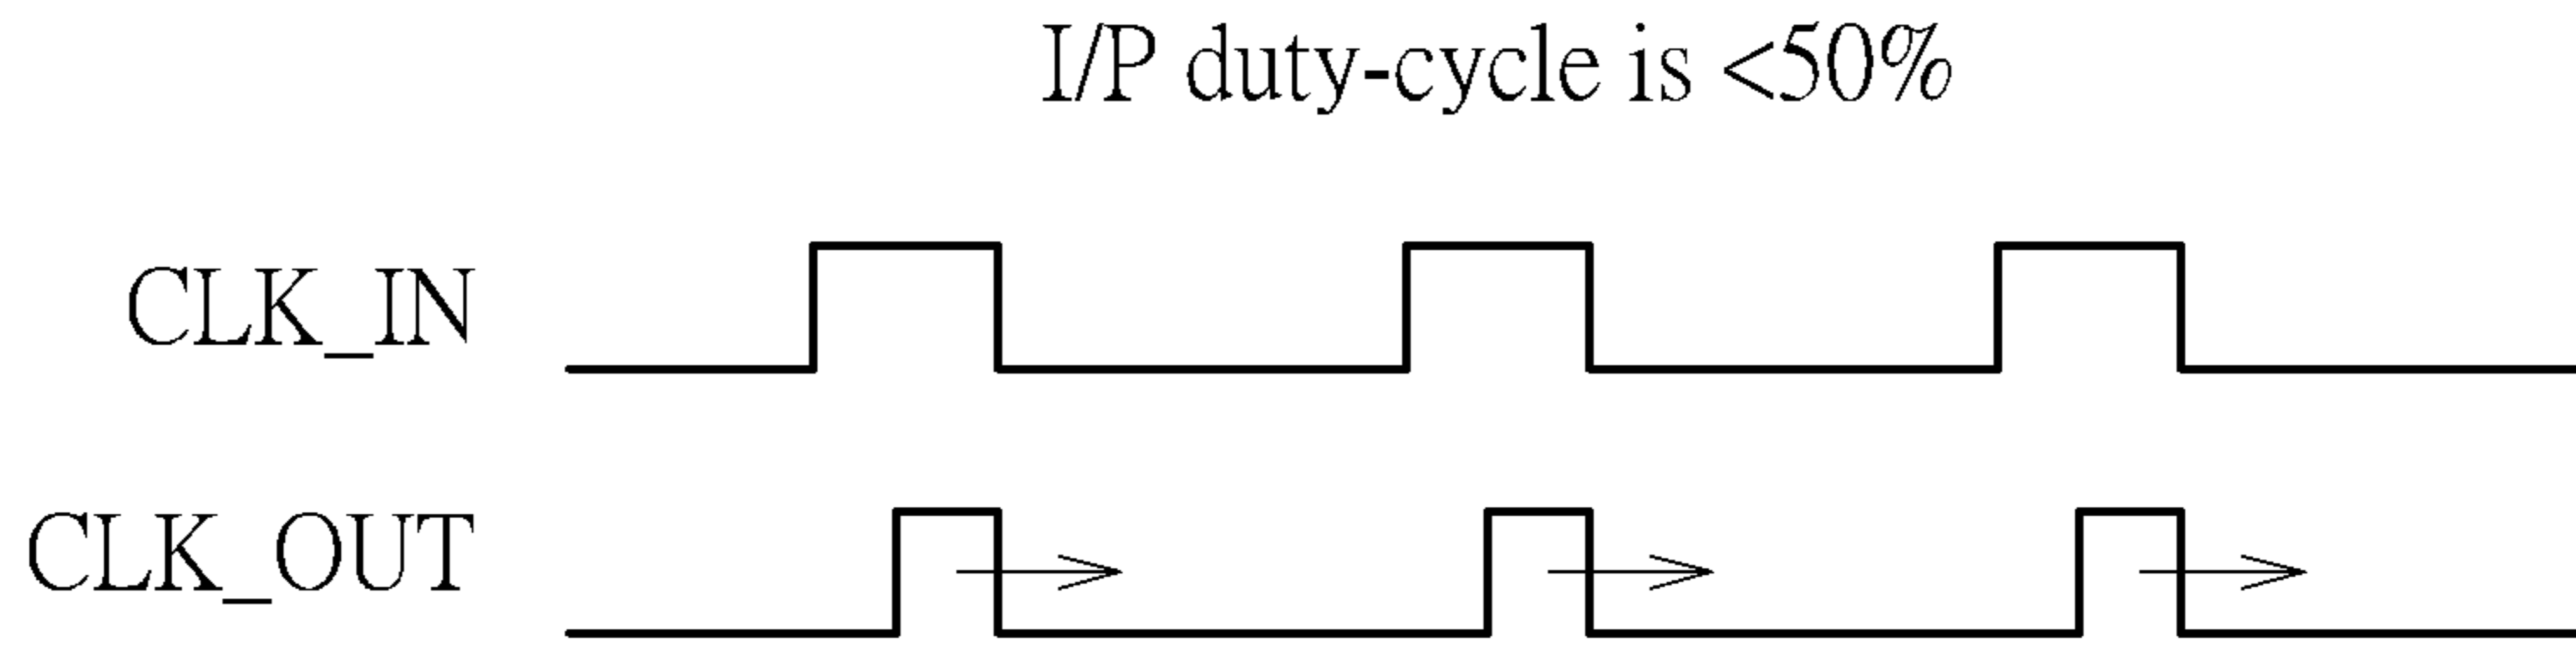 I/P duty-cycle is <50%
CLK_IN
CLK_OUT